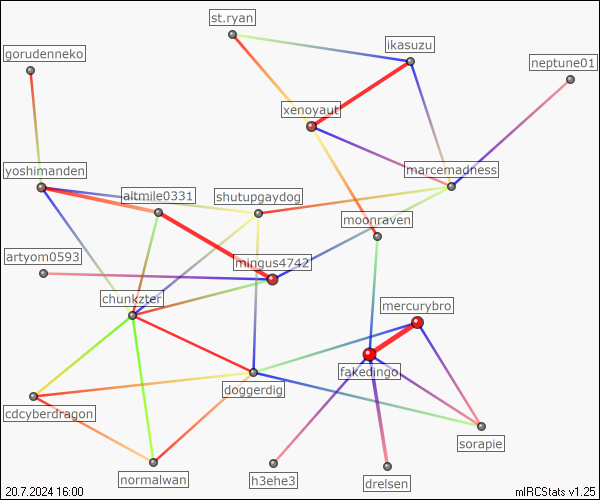 st.ryan
ikasuzu
gorudenneko
neptune01
xenoyaut
yoshimanden
marcemadness
altmile0331
shutupgaydog
moonraven
artyom0593
mingus4742
chunkzter
mercurybro
fakedingo
doggerdig
cdcyberdragon
sorapie
normalwan
h3ehe3
drelsen
20.7.2024 16:00
mIRCStats v1.25